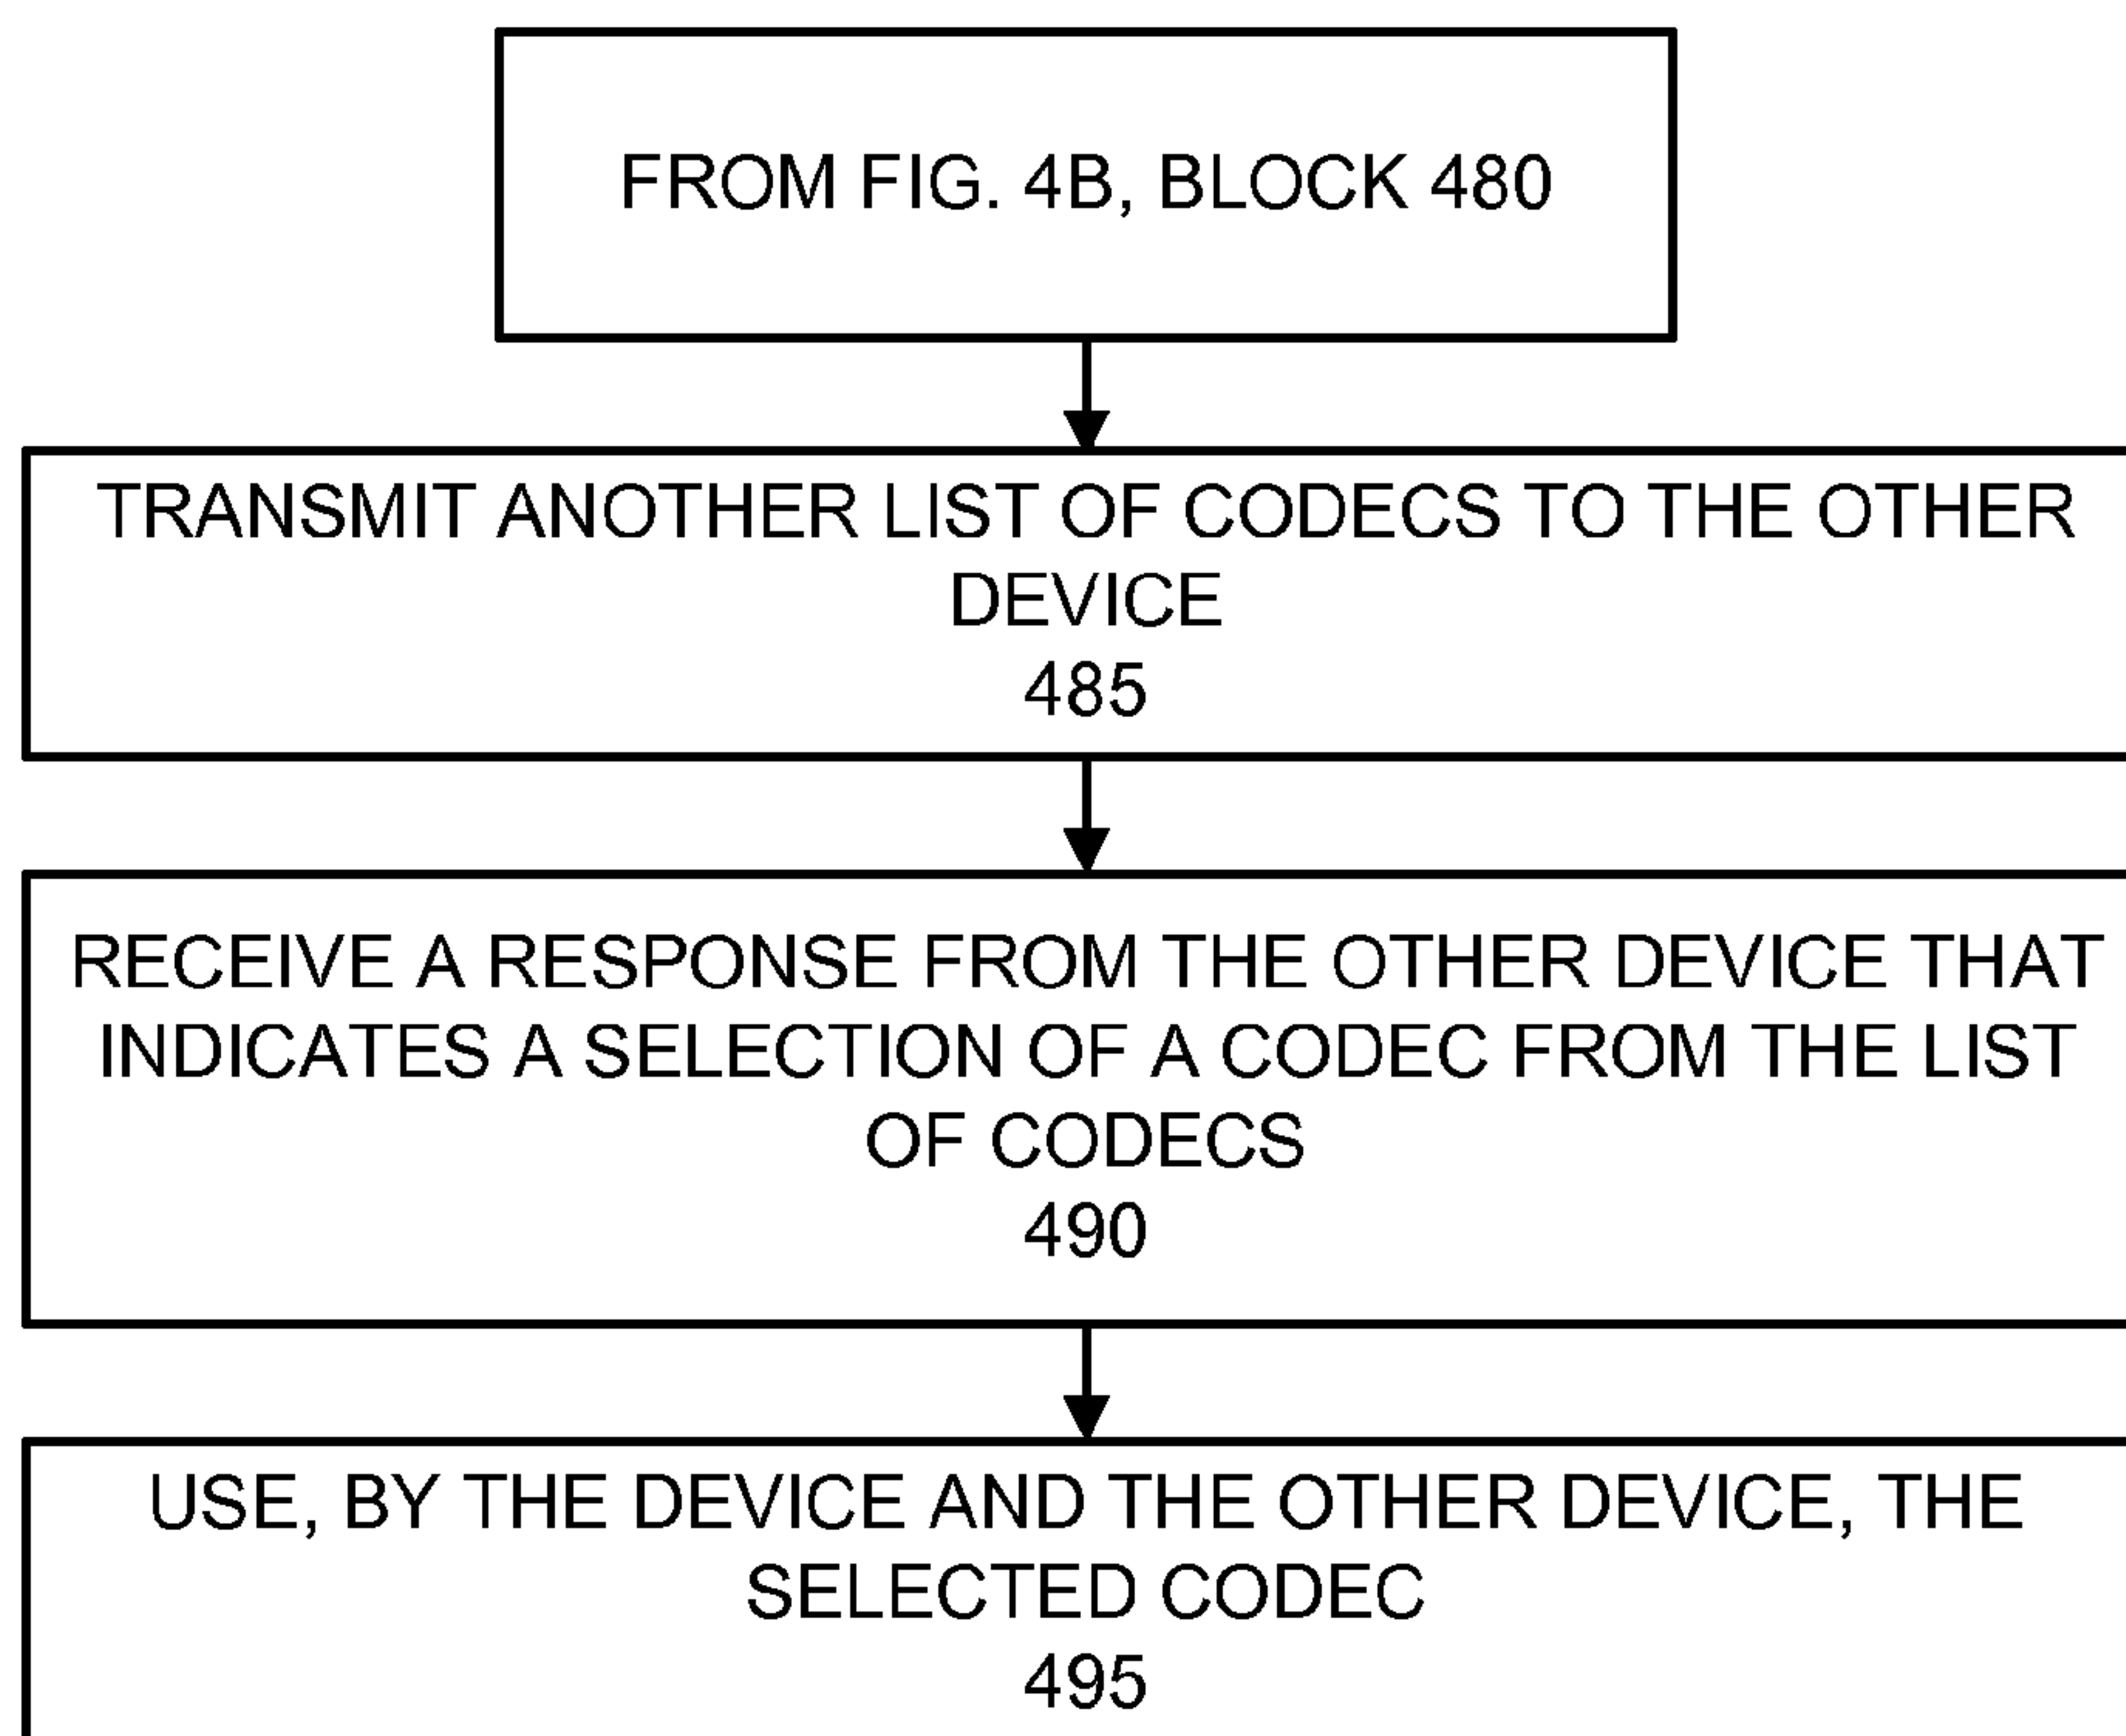 FROM FIG. 4B, BLOCK 480
TRANSMIT ANOTHER LIST OF CODECS TO THE OTHER
DEVICE
485
RECEIVE A RESPONSE FROM THE OTHER DEVICE THAT
INDICATES A SELECTION OF A CODEC FROM THE LIST
OF CODECS
490
USE, BY THE DEVICE AND THE OTHER DEVICE, THE
SELECTED CODEC
495